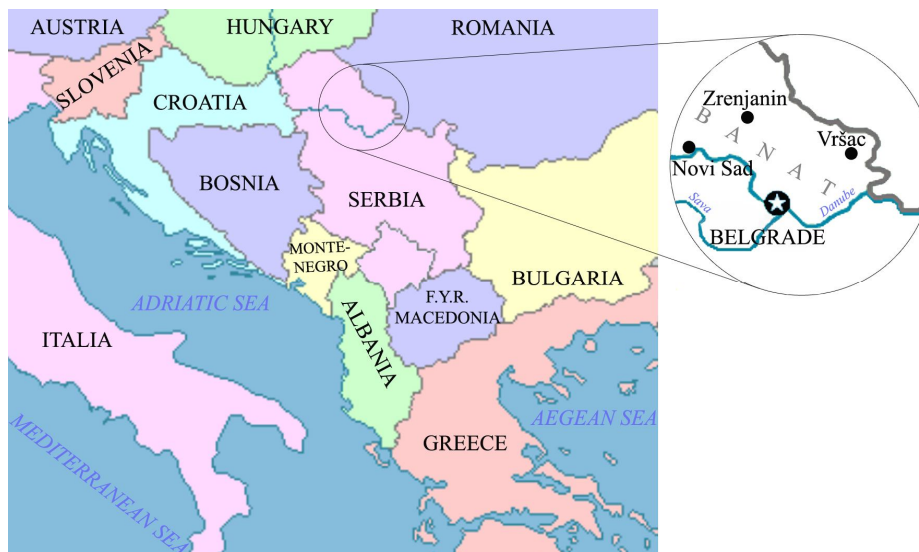 AUSTRIA
HUNGARY
ROMANIA
SLOVENIA
CROATIA
BOSNIA
SERBIA
MONTE-
NEGRO
BULGARIA
F.Y.R.
MACEDONIA
ALBANIA
ADRIATIC SEA
ITALIA
GREECE
AEGEAN SEA
MEDITERRANEAN SEA
Zrenjanin
BANAT
Vršac
Novi Sad
Sava
Danube
BELGRADE